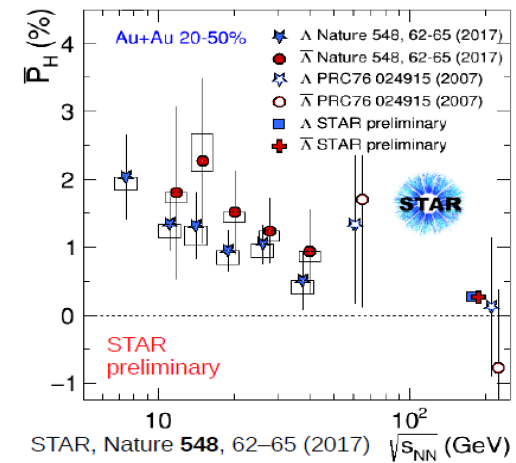 P̅_H (%)
4
3
2
1
0
−1
Au+Au 20-50%
Λ Nature 548, 62-65 (2017)
Λ̅ Nature 548, 62-65 (2017)
Λ PRC76 024915 (2007)
Λ̅ PRC76 024915 (2007)
Λ STAR preliminary
Λ̅ STAR preliminary
STAR
STAR
preliminary
10
10²
STAR, Nature 548, 62–65 (2017) √s_NN (GeV)